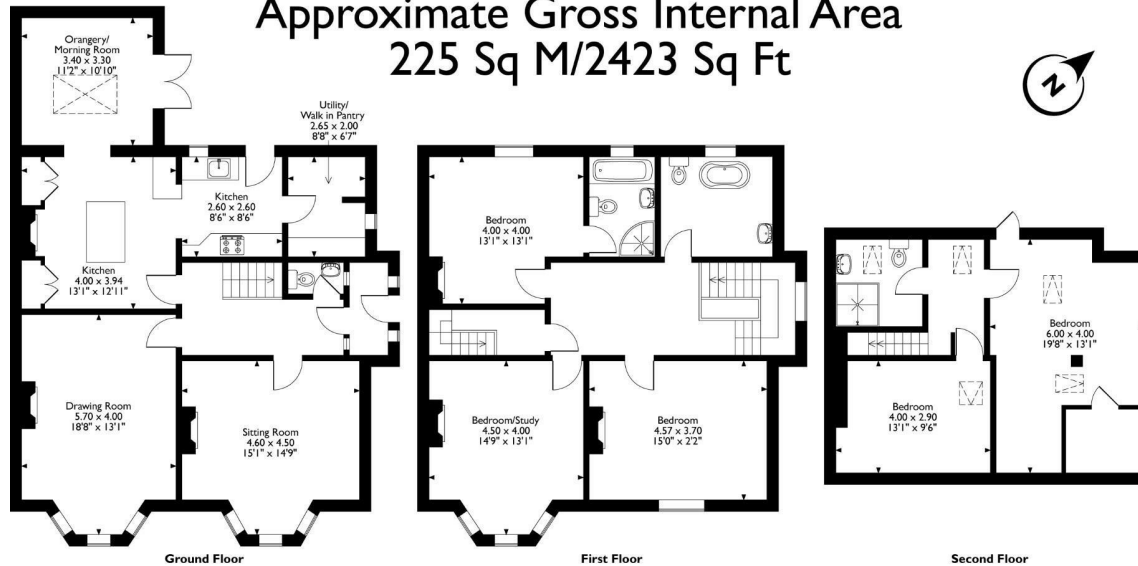 Approximate Gross Internal Area
225 Sq M/2423 Sq Ft
N
Orangery/
Morning Room
3.40 x 3.30
11'2" x 10'10"
Utility/
Walk in Pantry
2.65 x 2.00
8'8" x 6'7"
Kitchen
2.60 x 2.60
8'6" x 8'6"
Kitchen
4.00 x 3.94
13'1" x 12'11"
Drawing Room
5.70 x 4.00
18'8" x 13'1"
Sitting Room
4.60 x 4.50
15'1" x 14'9"
Ground Floor
Bedroom
4.00 x 4.00
13'1" x 13'1"
Bedroom/Study
4.50 x 4.00
14'9" x 13'1"
Bedroom
4.57 x 3.70
15'0" x 2'2"
First Floor
Bedroom
6.00 x 4.00
19'8" x 13'1"
Bedroom
4.00 x 2.90
13'1" x 9'6"
Second Floor